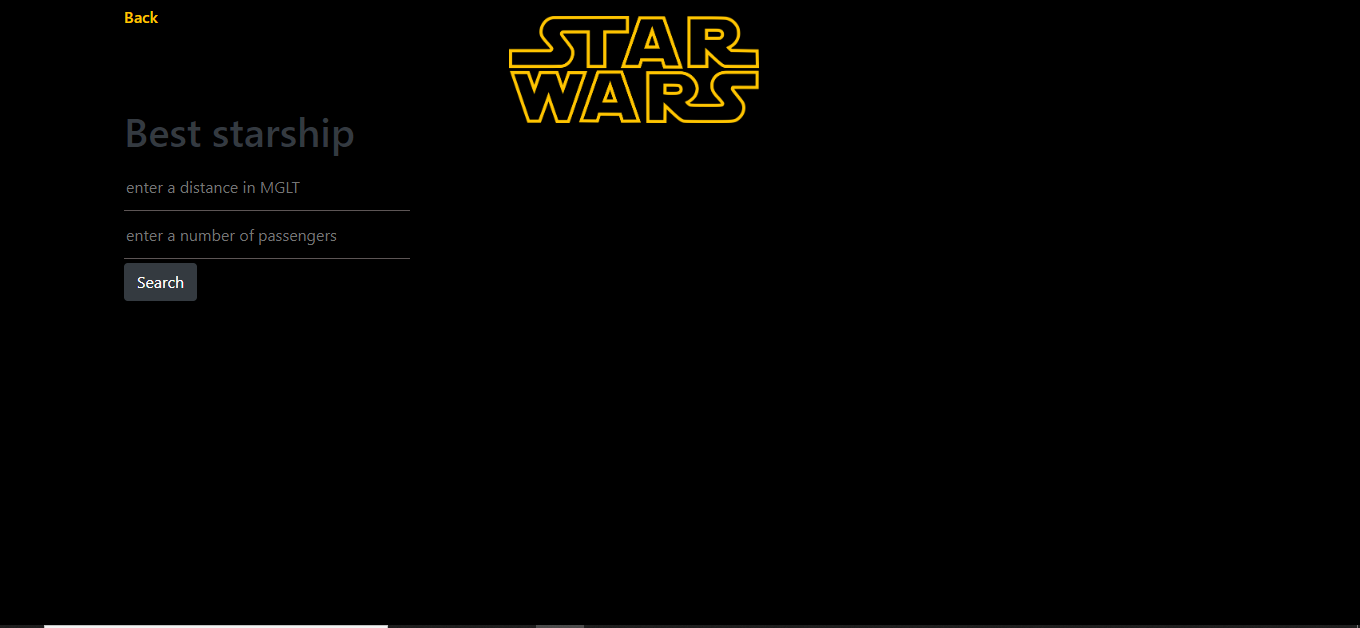 Back
STAR
WARS
Best starship
enter a distance in MGLT
enter a number of passengers
Search